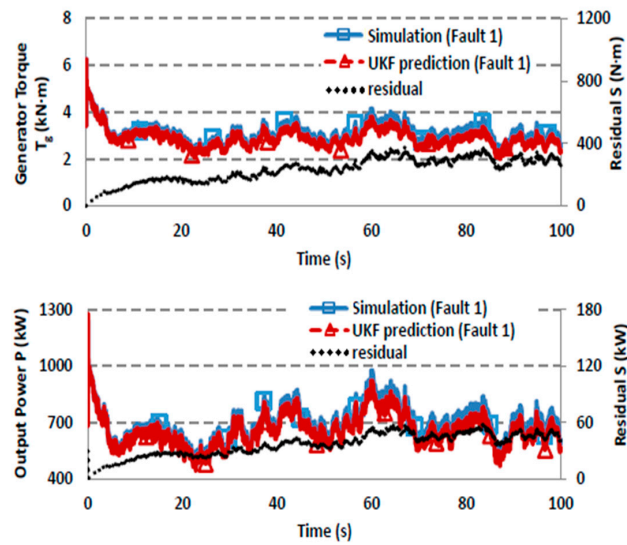 8
6
4
2
0
Generator Torque
Tg (kN·m)
1200
800
400
0
Residual S (N·m)
Simulation (Fault 1)
UKF prediction (Fault 1)
residual
0 20 40 60 80 100
Time (s)
1300
1000
700
400
Output Power P (kW)
180
120
60
0
Residual S (kW)
Simulation (Fault 1)
UKF prediction (Fault 1)
residual
0 20 40 60 80 100
Time (s)